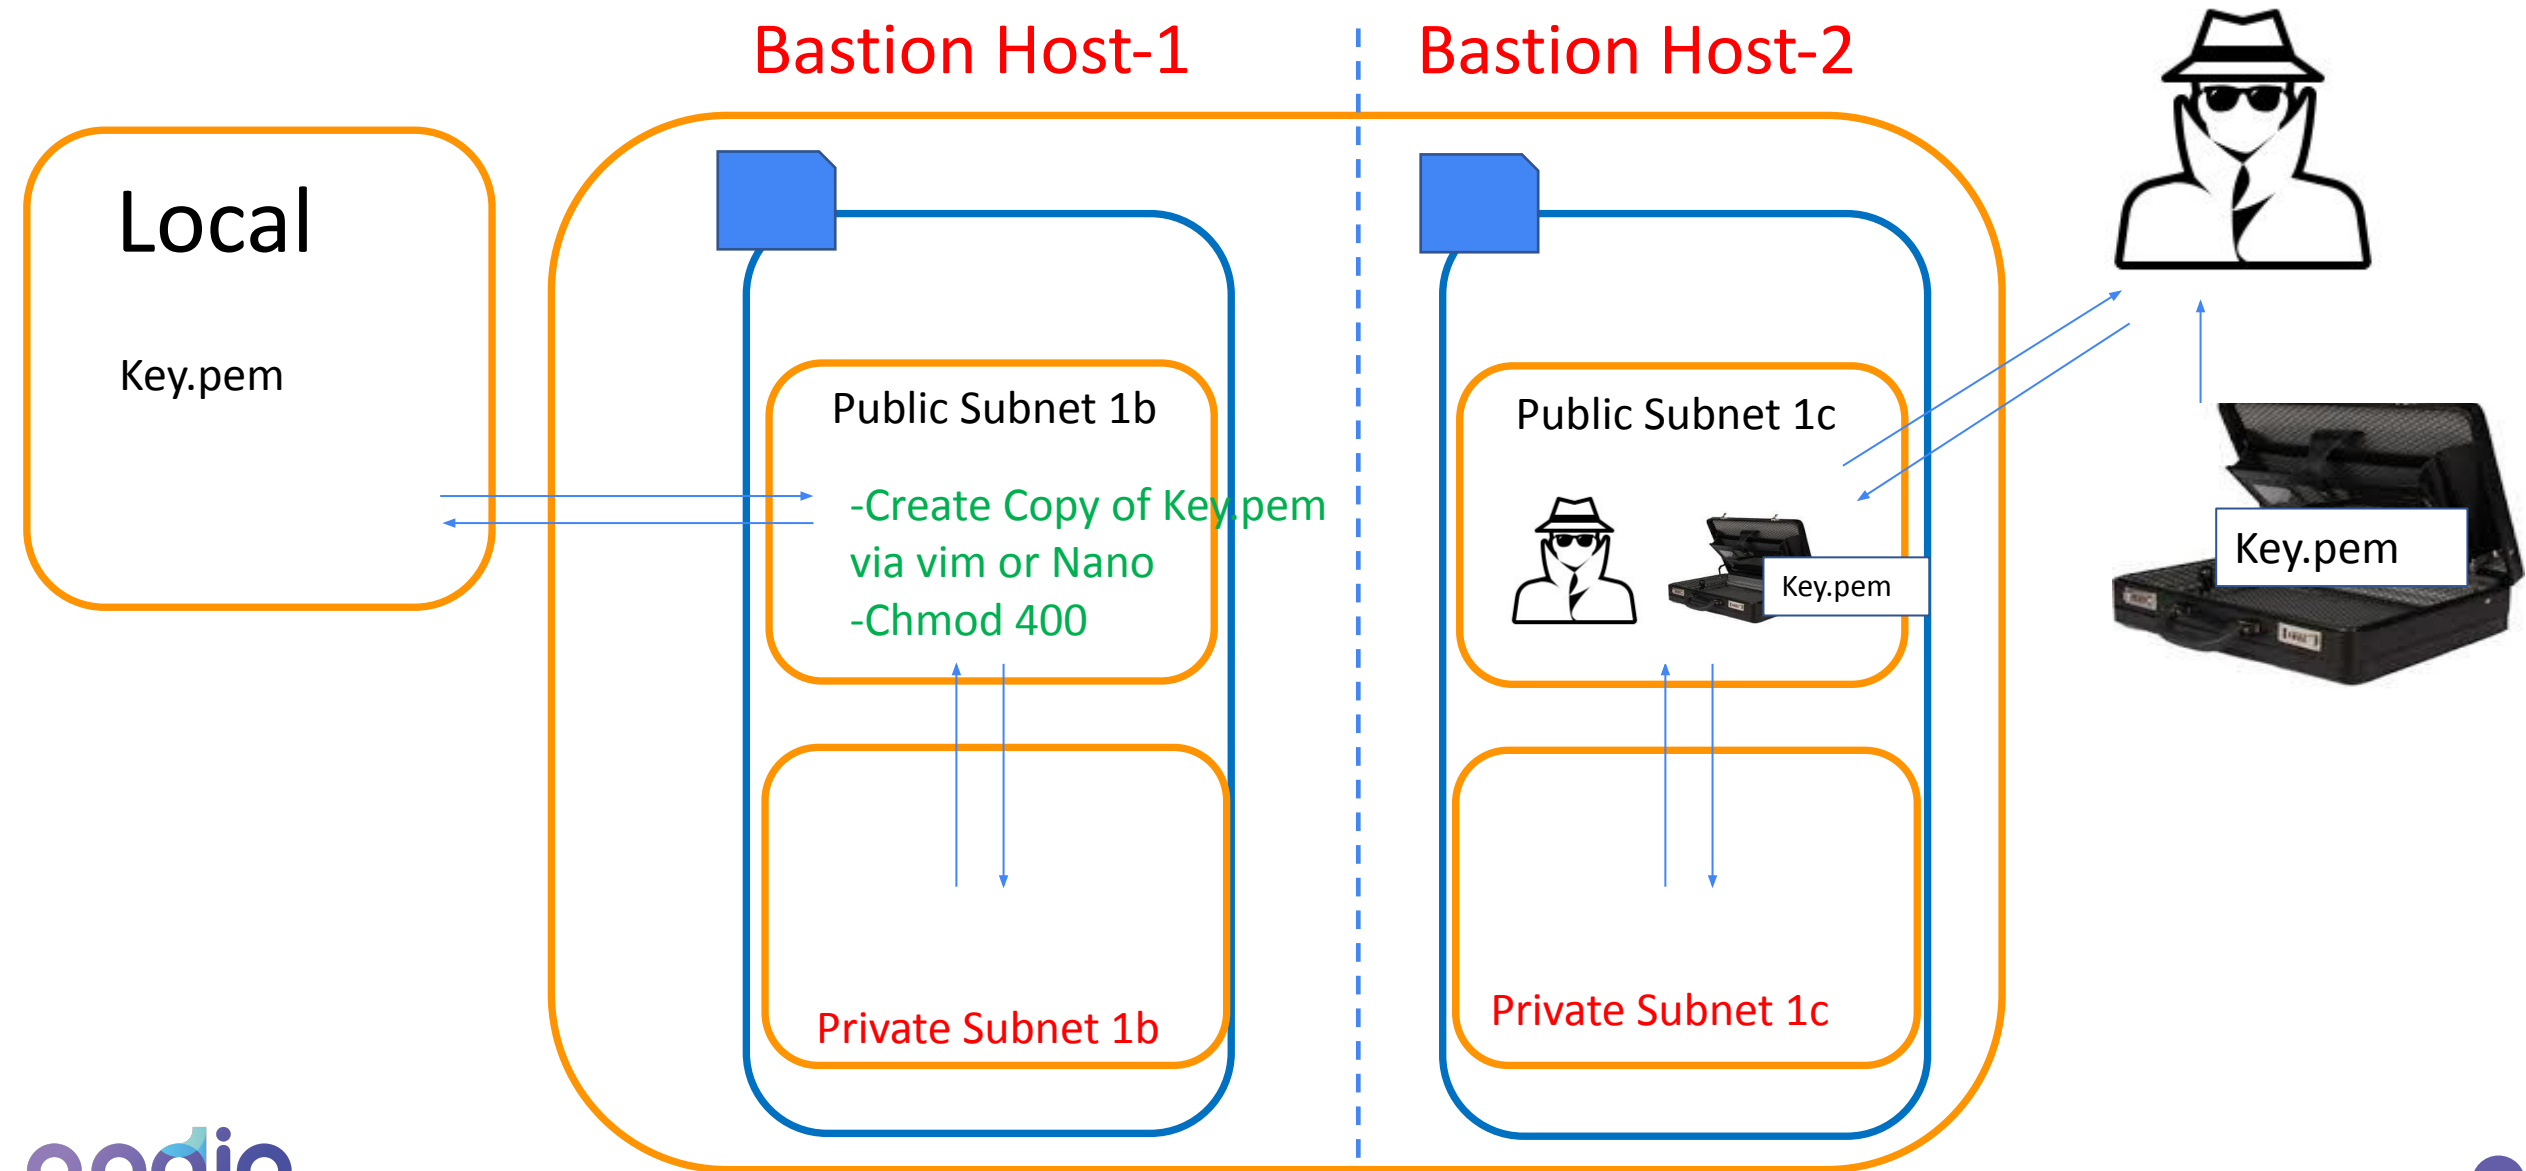 Bastion Host-1
Bastion Host-2
Local
Key.pem
Public Subnet 1b
-Create Copy of Key.pem
via vim or Nano
-Chmod 400
Private Subnet 1b
Public Subnet 1c
Key.pem
Private Subnet 1c
Key.pem